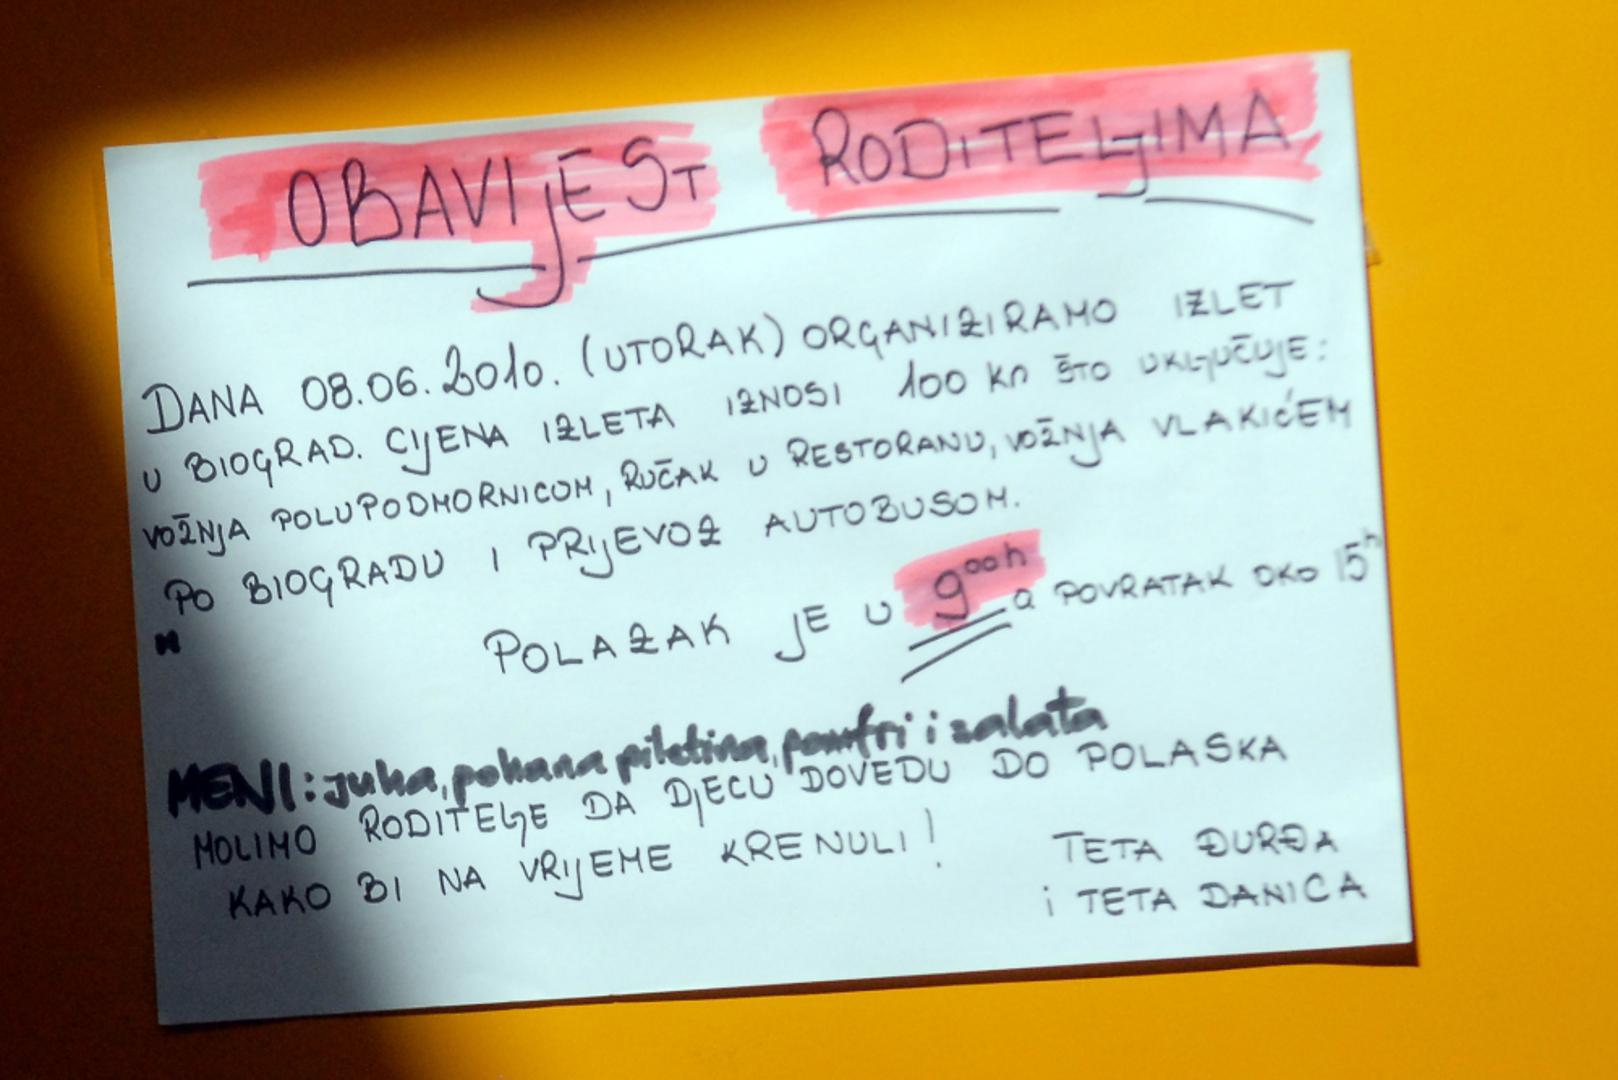 OBAVIJEST RODITELJIMA
DANA 08.06.2010. (UTORAK) ORGANIZIRAMO IZLET
U BIOGRAD. CIJENA IZLETA IZNOSI 100 kn ŠTO UKLJUČUJE:
VOŽNJA POLUPODMORNICOM, RUČAK U RESTORANU, VOŽNJA VLAKIĆEM
PO BIOGRADU I PRIJEVOZ AUTOBUSOM.
POLAZAK JE U 9⁰⁰h a POVRATAK OKO 15h
MENI: juha, pohana piletina, pomfri i salata
MOLIMO RODITELJE DA DJECU DOVEDU DO POLASKA
KAKO BI NA VRIJEME KRENULI!
TETA ĐURĐA
i TETA DANICA